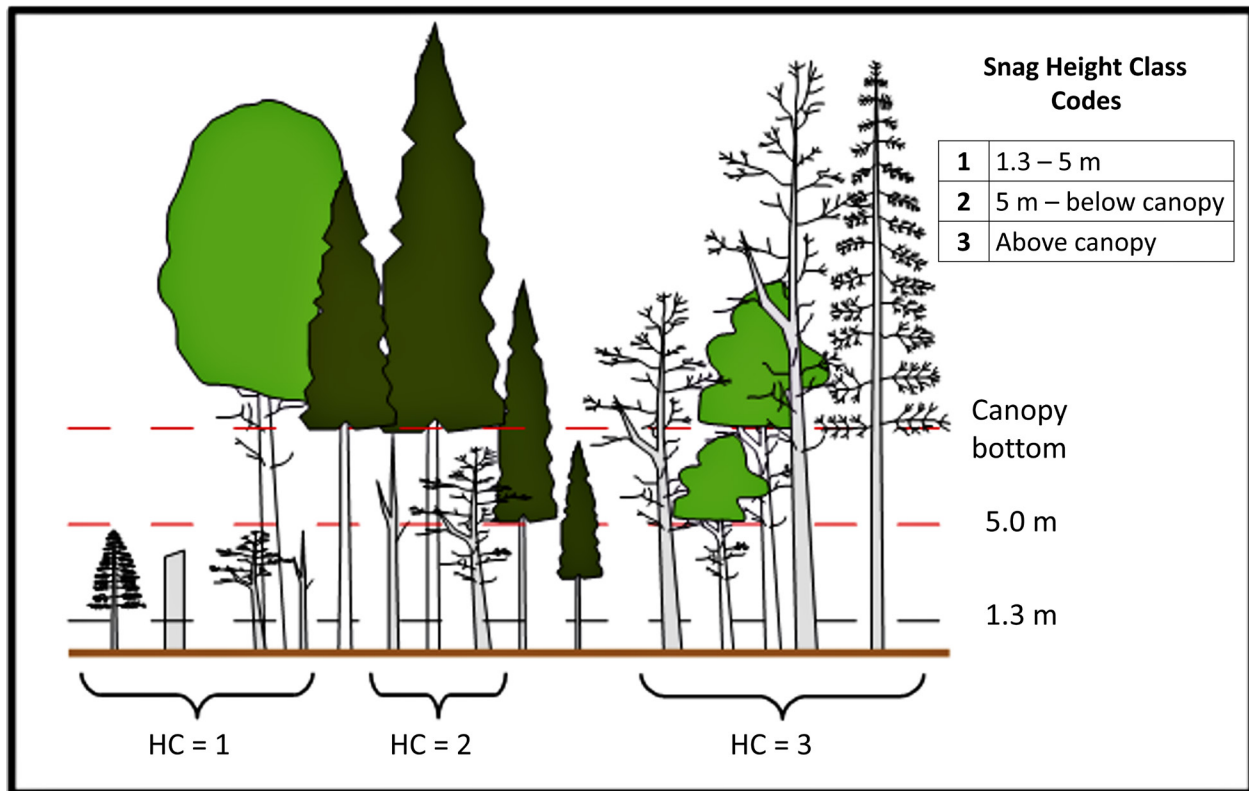 Snag Height Class
Codes
1 1.3 – 5 m
2 5 m – below canopy
3 Above canopy
Canopy
bottom
5.0 m
1.3 m
HC = 1
HC = 2
HC = 3